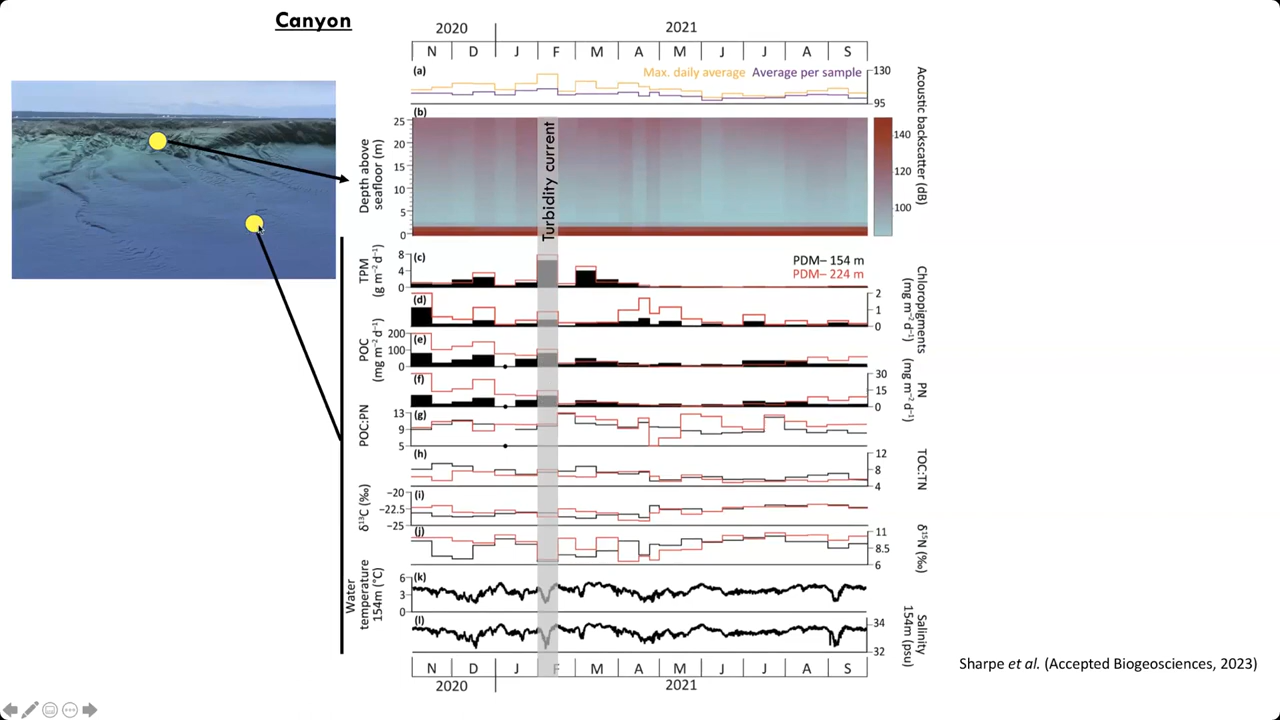 Canyon
2020
2021
N D J F M A M J J A S
(a)
Max. daily average Average per sample
130
95
Acoustic backscatter (dB)
(b)
Depth above
seafloor (m)
25
20
15
10
5
0
Turbidity current
140
120
100
(c)
TPM
(g m⁻² d⁻¹)
8
4
0
PDM– 154 m
PDM– 224 m
(d)
2
1
0
Chloropigments
(mg m⁻² d⁻¹)
(e)
POC
(mg m⁻² d⁻¹)
200
100
0
(f)
30
15
0
PN
(mg m⁻² d⁻¹)
(g)
POC:PN
13
9
5
(h)
12
8
4
TOC:TN
(i)
δ¹³C (‰)
−20
−22.5
−25
(j)
11
8.5
6
δ¹⁵N (‰)
(k)
Water
temperature
154m (°C)
6
3
0
(l)
34
32
Salinity
154m (psu)
N D J F M A M J J A S
2020
2021
Sharpe et al. (Accepted Biogeosciences, 2023)